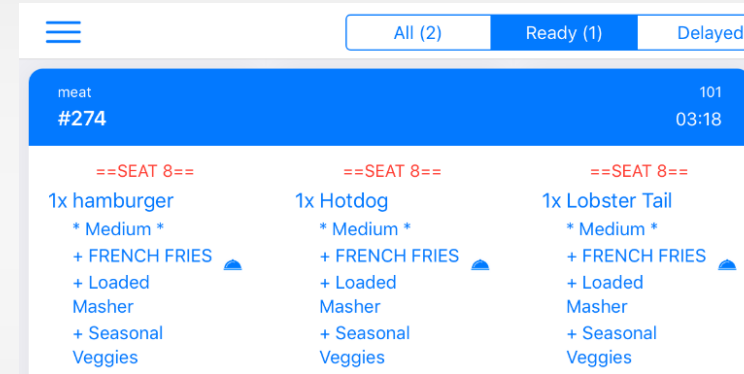 All (2)
Ready (1)
Delayed
meat
101
#274
03:18
==SEAT 8==
1x hamburger
* Medium *
+ FRENCH FRIES
+ Loaded
Masher
+ Seasonal
Veggies
==SEAT 8==
1x Hotdog
* Medium *
+ FRENCH FRIES
+ Loaded
Masher
+ Seasonal
Veggies
==SEAT 8==
1x Lobster Tail
* Medium *
+ FRENCH FRIES
+ Loaded
Masher
+ Seasonal
Veggies